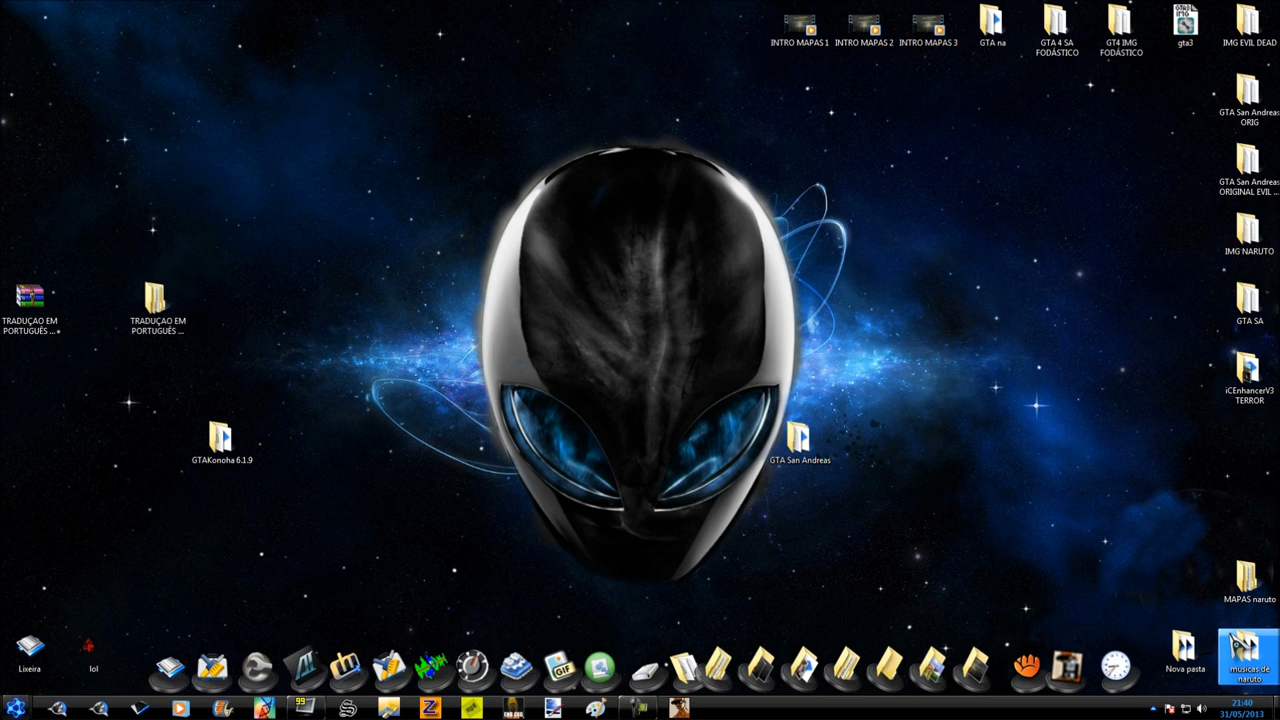 INTRO MAPAS 1
INTRO MAPAS 2
INTRO MAPAS 3
GTA na
GTA 4 SA
FODÁSTICO
GT4 IMG
FODÁSTICO
gta3
IMG EVIL DEAD
GTA San Andreas
ORIG
GTA San Andreas
ORIGINAL EVIL ...
IMG NARUTO
GTA SA
iCEnhancerV3
TERROR
TRADUÇAO EM
PORTUGUÊS ...
TRADUÇAO EM
PORTUGUÊS ...
GTAKonoha 6.1.9
GTA San Andreas
MAPAS naruto
Lixeira
lol
GIF
Nova pasta
musicas de
naruto
99
21:40
31/05/2013